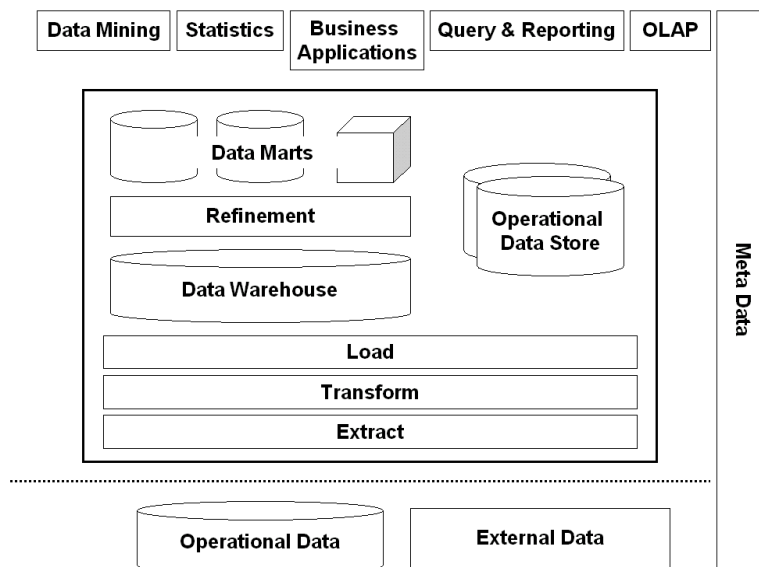 Data Mining
Statistics
Business
Applications
Query & Reporting
OLAP
Data Marts
Refinement
Operational
Data Store
Data Warehouse
Load
Transform
Extract
Meta Data
Operational Data
External Data